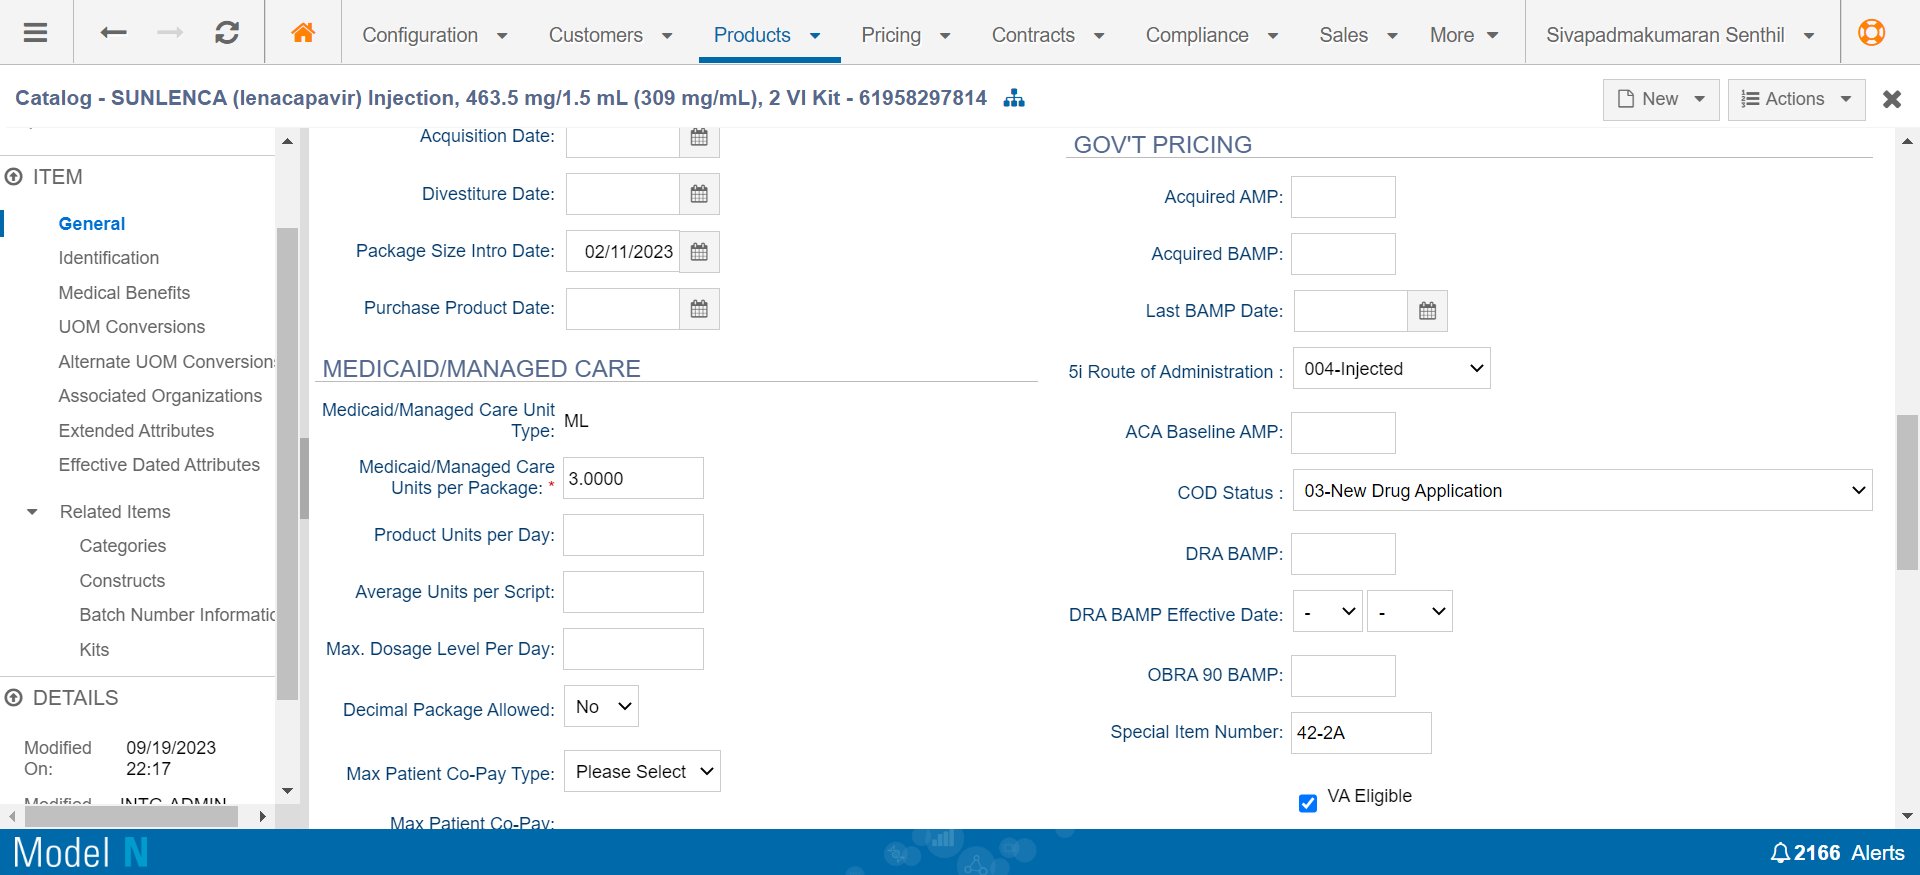 Configuration
Customers
Products
Pricing
Contracts
Compliance
Sales
More
Sivapadmakumaran Senthil
Catalog - SUNLENCA (lenacapavir) Injection, 463.5 mg/1.5 mL (309 mg/mL), 2 VI Kit - 61958297814
New
Actions
ITEM
General
Identification
Medical Benefits
UOM Conversions
Alternate UOM Conversion
Associated Organizations
Extended Attributes
Effective Dated Attributes
Related Items
Categories
Constructs
Batch Number Informatic
Kits
DETAILS
Modified On:
09/19/2023 22:17
Modified
INTG-ADMIN
Acquisition Date:
Divestiture Date:
Package Size Intro Date: 02/11/2023
Purchase Product Date:
MEDICAID/MANAGED CARE
Medicaid/Managed Care Unit
Type: ML
Medicaid/Managed Care
Units per Package: * 3.0000
Product Units per Day:
Average Units per Script:
Max. Dosage Level Per Day:
Decimal Package Allowed: No
Max Patient Co-Pay Type: Please Select
Max Patient Co-Pay:
GOV'T PRICING
Acquired AMP:
Acquired BAMP:
Last BAMP Date:
5i Route of Administration : 004-Injected
ACA Baseline AMP:
COD Status : 03-New Drug Application
DRA BAMP:
DRA BAMP Effective Date: - -
OBRA 90 BAMP:
Special Item Number: 42-2A
VA Eligible
Model N
2166 Alerts